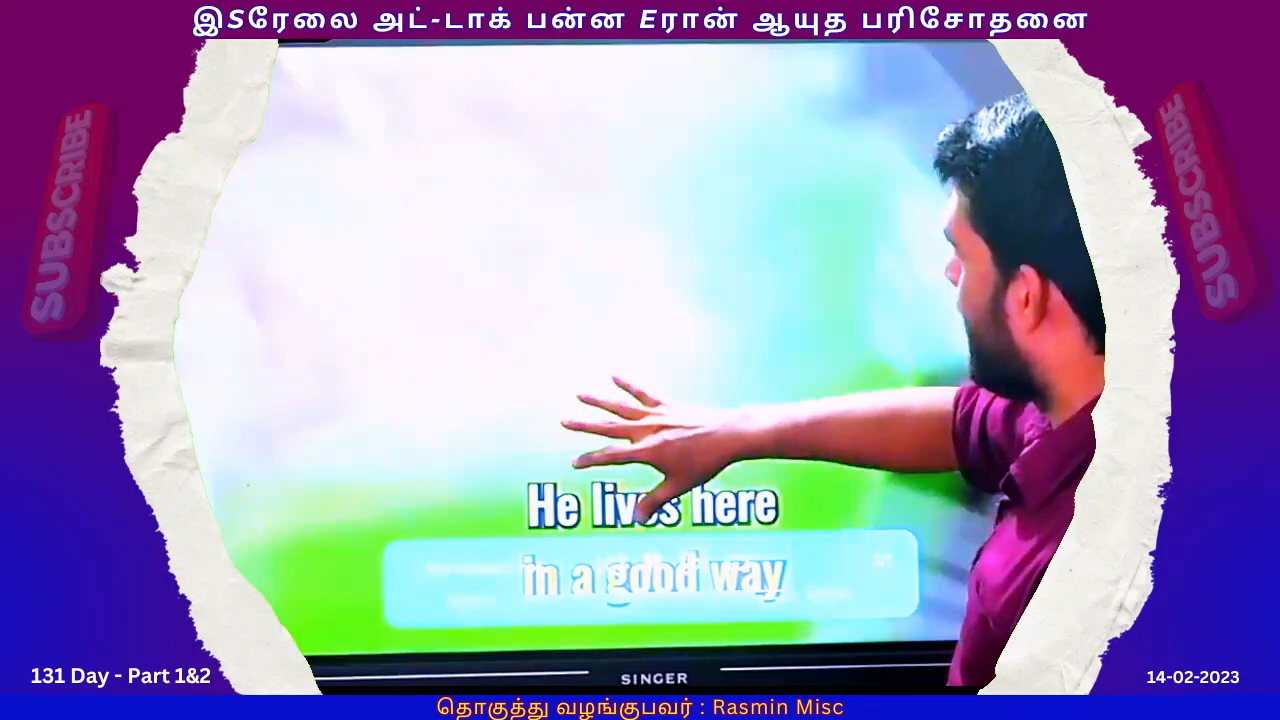 இSரேலை அட்-டாக் பன்ன Eரான் ஆயுத பரிசோதனை
SUBSCRIBE
SUBSCRIBE
He lives here
in a good way
SINGER
131 Day - Part 1&2
14-02-2023
தொகுத்து வழங்குபவர் : Rasmin Misc